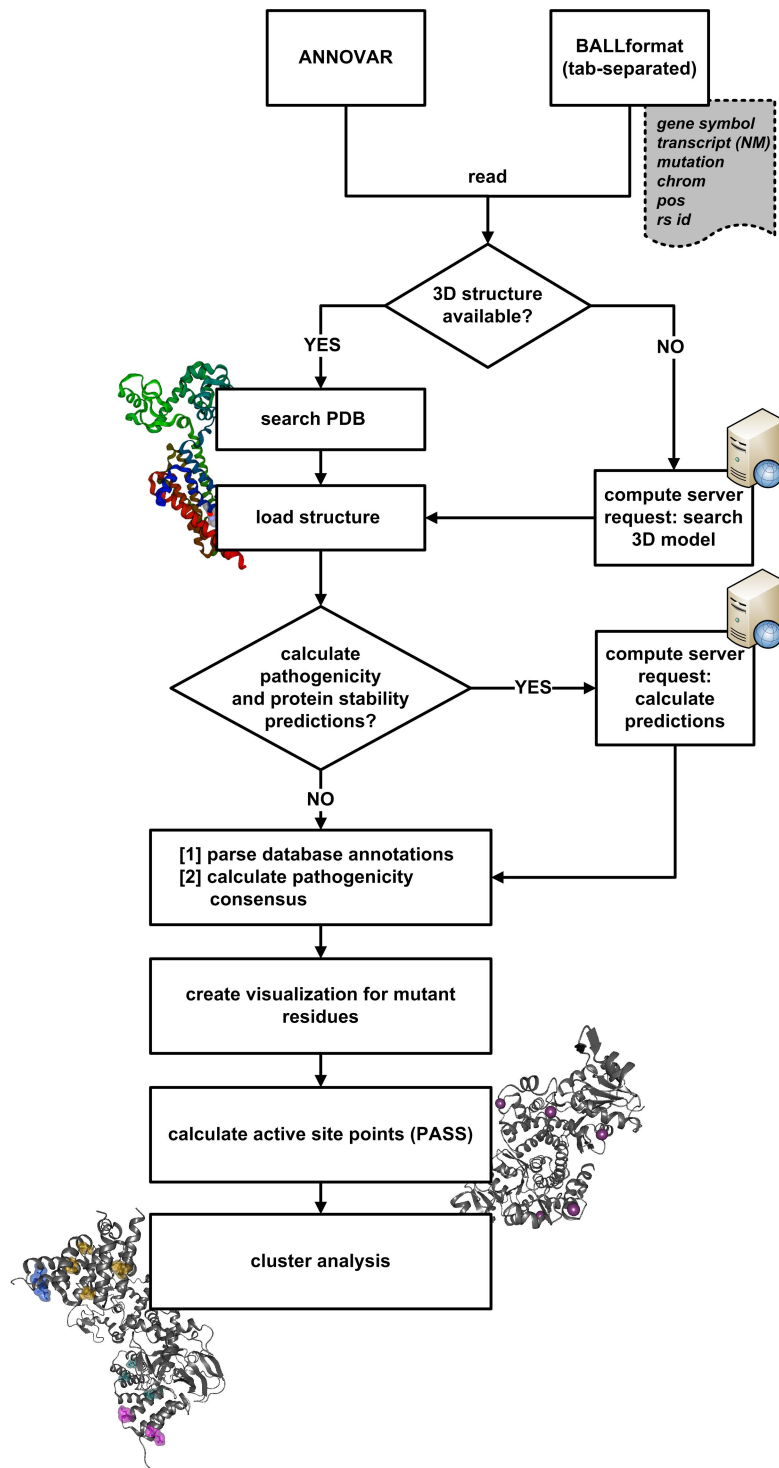 ANNOVAR
BALLformat
(tab-separated)
gene symbol
transcript (NM)
mutation
chrom
pos
rs id
read
3D structure
available?
YES
NO
search PDB
load structure
compute server
request: search
3D model
calculate
pathogenicity
and protein stability
predictions?
YES
compute server
request:
calculate
predictions
NO
[1] parse database annotations
[2] calculate pathogenicity
consensus
create visualization for mutant
residues
calculate active site points (PASS)
cluster analysis